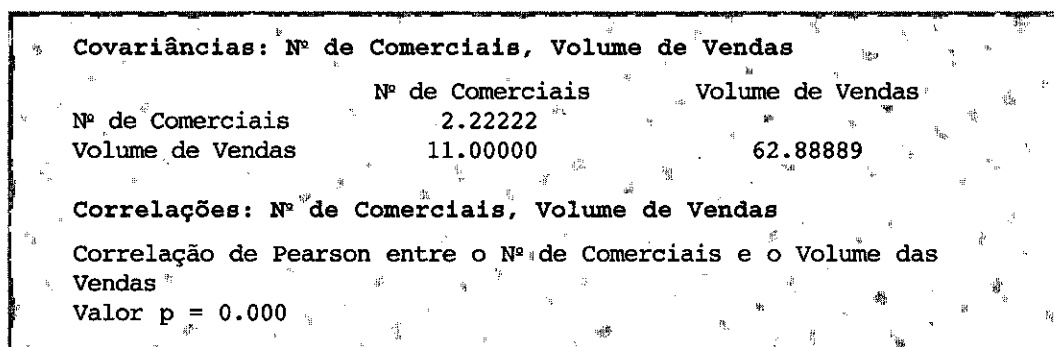 Covariâncias: Nº de Comerciais, Volume de Vendas
Nº de Comerciais Volume de Vendas
Nº de Comerciais 2.22222
Volume de Vendas 11.00000 62.88889
Correlações: Nº de Comerciais, Volume de Vendas
Correlação de Pearson entre o Nº de Comerciais e o Volume das
Vendas
Valor p = 0.000